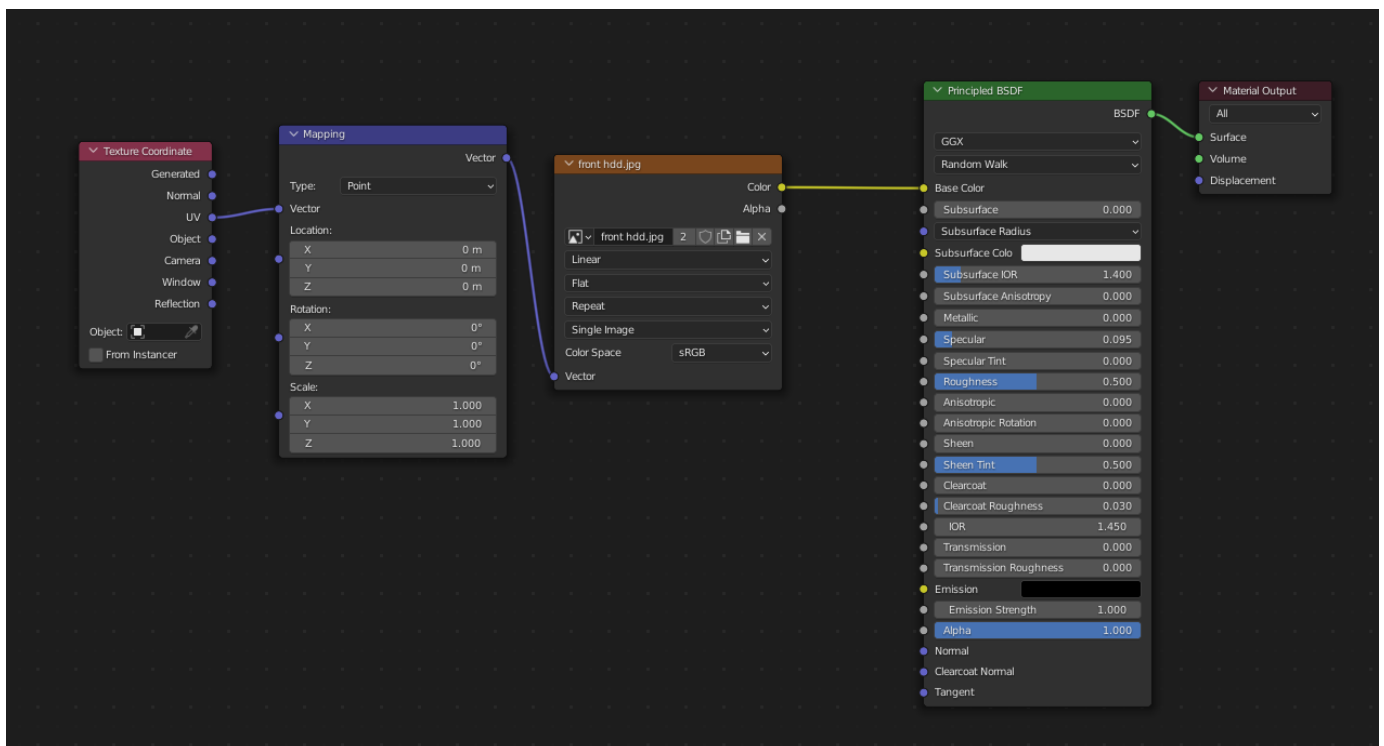 Texture Coordinate
Generated
Normal
UV
Object
Camera
Window
Reflection
Object:
From Instancer
Mapping
Vector
Type: Point
Vector
Location:
X 0 m
Y 0 m
Z 0 m
Rotation:
X 0°
Y 0°
Z 0°
Scale:
X 1.000
Y 1.000
Z 1.000
front hdd.jpg
Color
Alpha
front hdd.jpg 2
Linear
Flat
Repeat
Single Image
Color Space sRGB
Vector
Principled BSDF
BSDF
GGX
Random Walk
Base Color
Subsurface 0.000
Subsurface Radius
Subsurface Colo
Subsurface IOR 1.400
Subsurface Anisotropy 0.000
Metallic 0.000
Specular 0.095
Specular Tint 0.000
Roughness 0.500
Anisotropic 0.000
Anisotropic Rotation 0.000
Sheen 0.000
Sheen Tint 0.500
Clearcoat 0.000
Clearcoat Roughness 0.030
IOR 1.450
Transmission 0.000
Transmission Roughness 0.000
Emission
Emission Strength 1.000
Alpha 1.000
Normal
Clearcoat Normal
Tangent
Material Output
All
Surface
Volume
Displacement